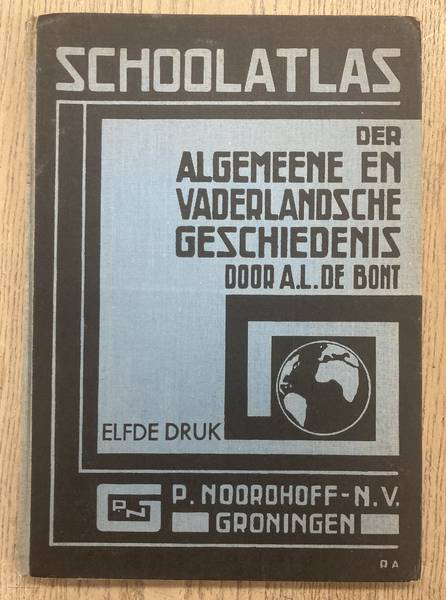 SCHOOLATLAS
DER
ALGEMEENE EN
VADERLANDSCHE
GESCHIEDENIS
DOOR A.L. DE BONT
ELFDE DRUK
P.N
P. NOORDHOFF - N.V.
GRONINGEN
R A